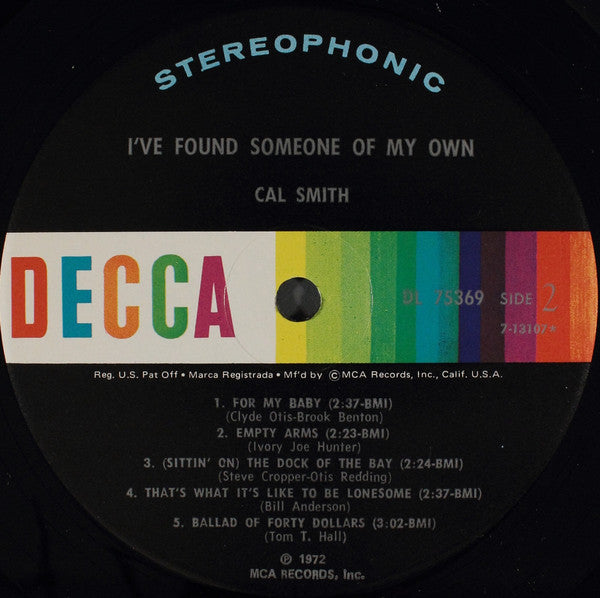 STEREOPHONIC
I'VE FOUND SOMEONE OF MY OWN
CAL SMITH
DECCA
DL 75369 SIDE 2
7-13107*
Reg. U.S. Pat Off • Marca Registrada • Mf'd by ©MCA Records, Inc., Calif. U.S.A.
1. FOR MY BABY (2:37-BMI)
(Clyde Otis-Brook Benton)
2. EMPTY ARMS (2:23-BMI)
(Ivory Joe Hunter)
3. (SITTIN' ON) THE DOCK OF THE BAY (2:24-BMI)
(Steve Cropper-Otis Redding)
4. THAT'S WHAT IT'S LIKE TO BE LONESOME (2:37-BMI)
(Bill Anderson)
5. BALLAD OF FORTY DOLLARS (3:02-BMI)
(Tom T. Hall)
℗ 1972
MCA RECORDS, Inc.